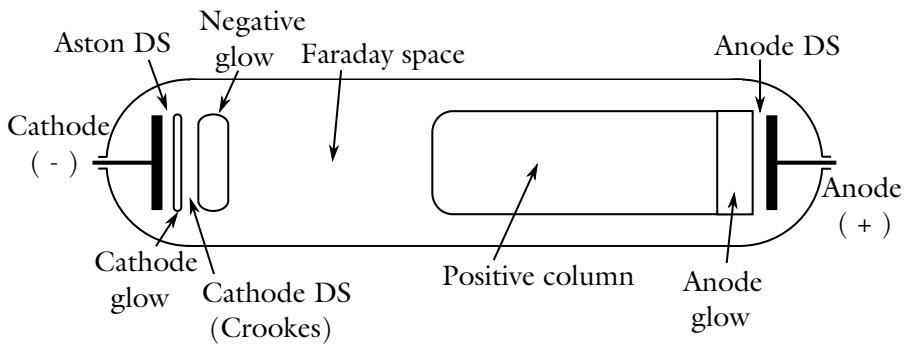 Negative
glow
Aston DS
Faraday space
Anode DS
Cathode
( - )
Anode
( + )
Cathode
glow
Cathode DS
(Crookes)
Positive column
Anode
glow